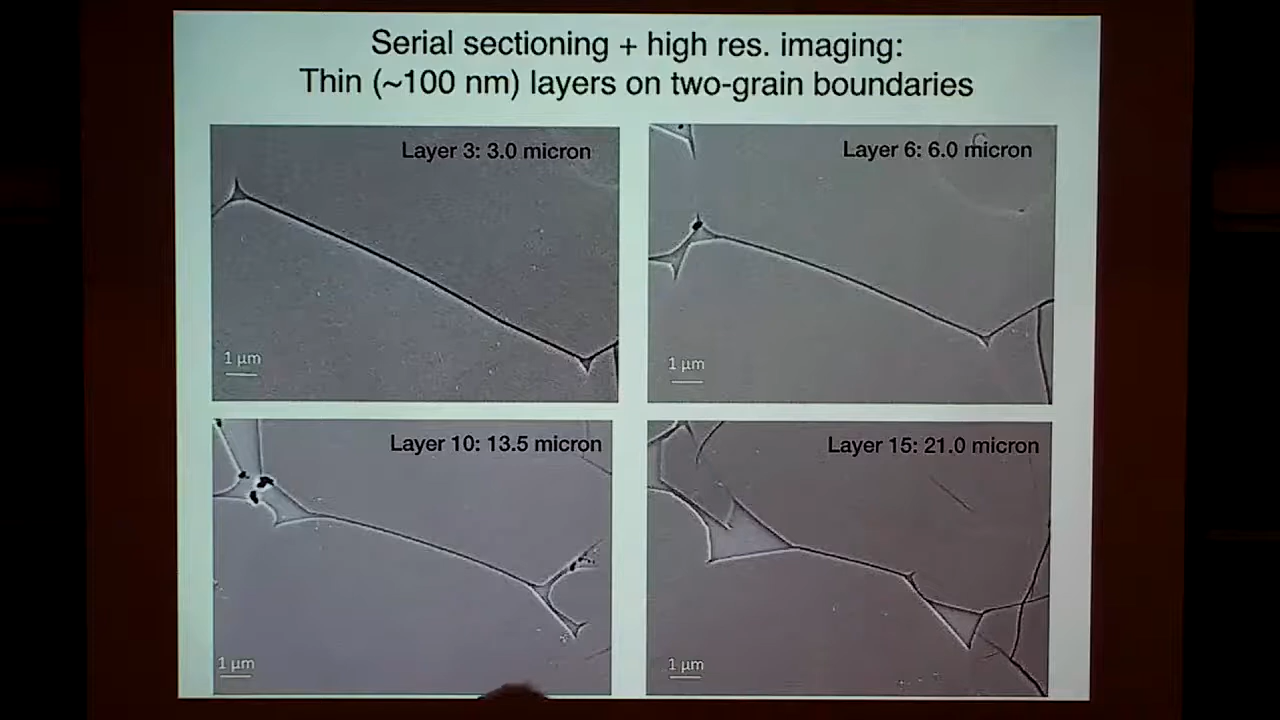 Serial sectioning + high res. imaging:
Thin (~100 nm) layers on two-grain boundaries
Layer 3: 3.0 micron
1 µm
Layer 6: 6.0 micron
1 µm
Layer 10: 13.5 micron
1 µm
Layer 15: 21.0 micron
1 µm